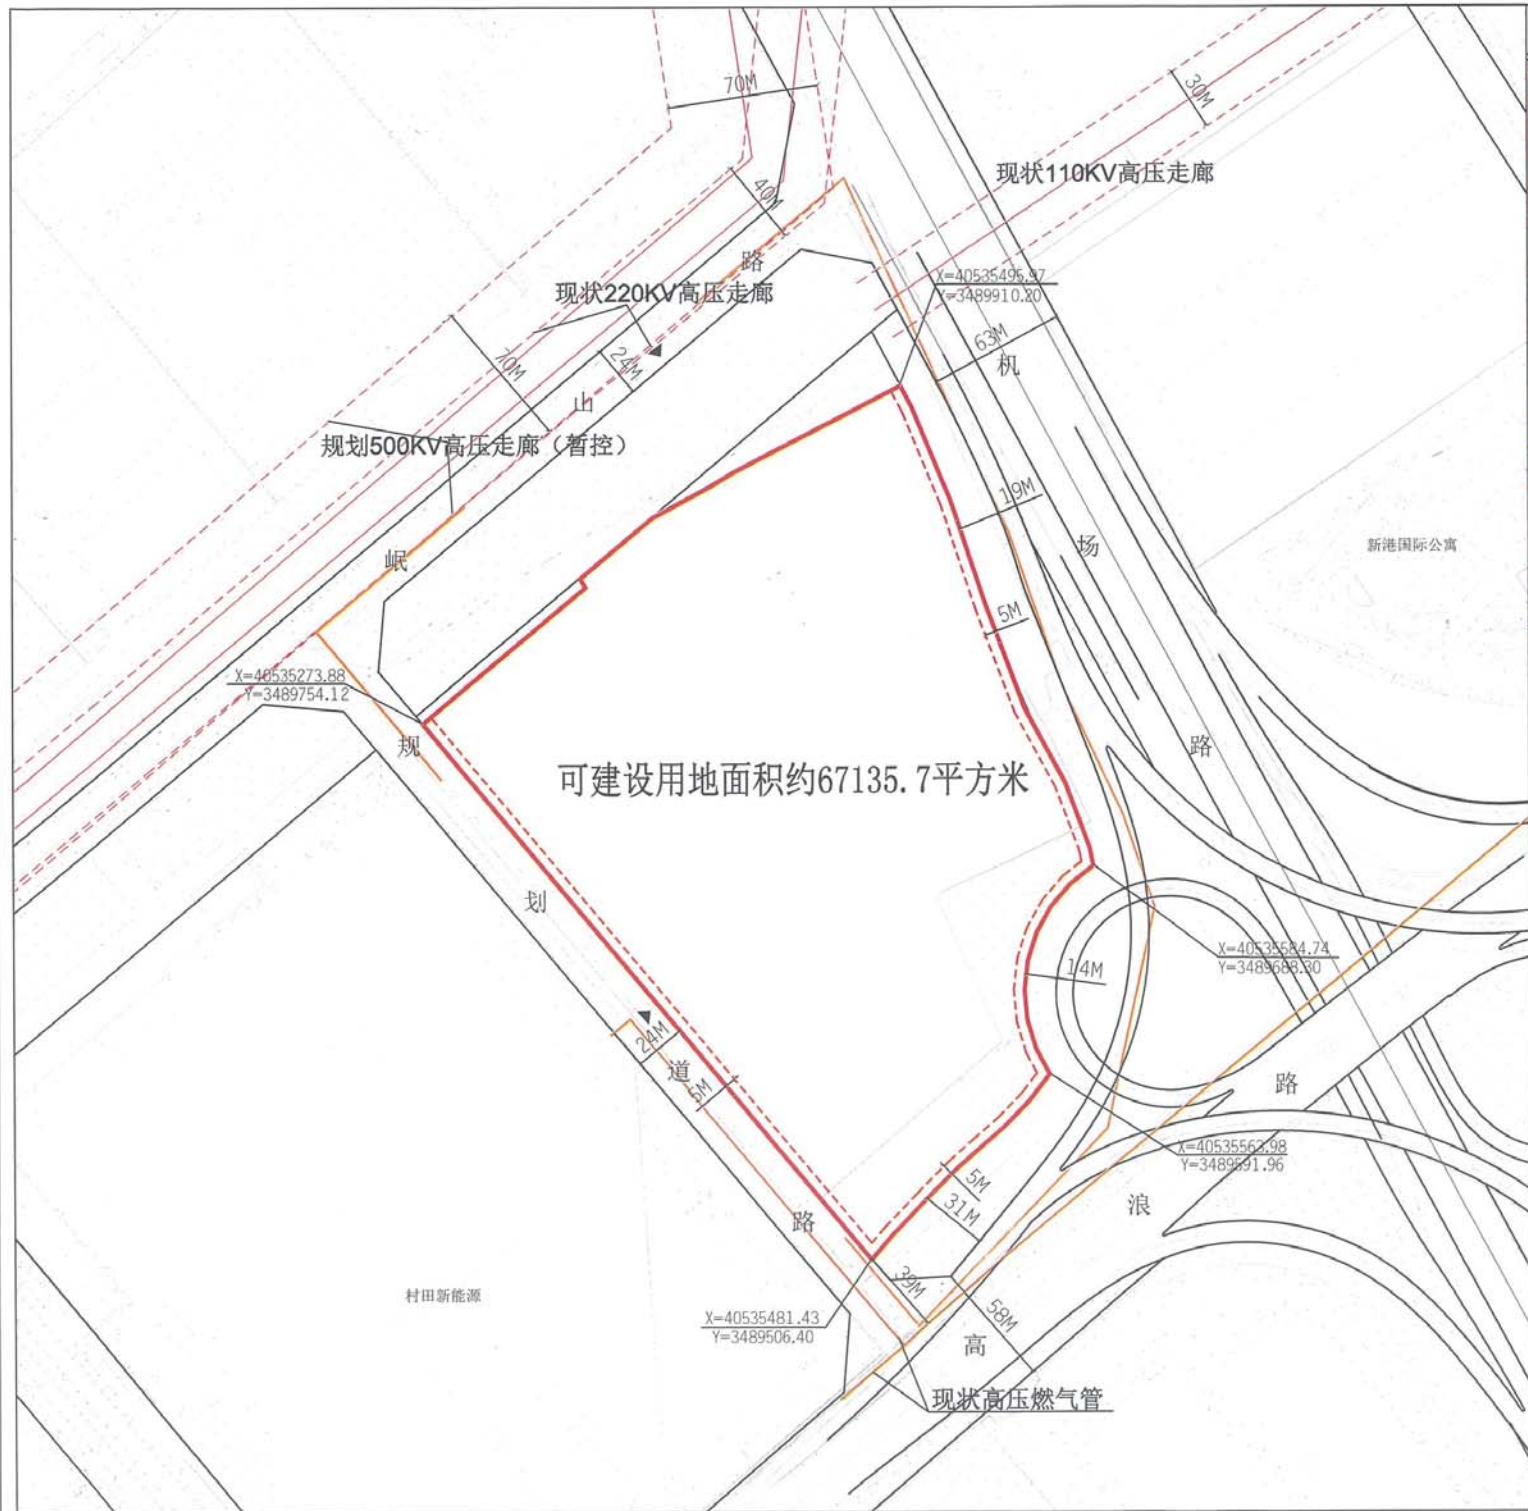 70M
30M
现状110KV高压走廊
40M
路
X=40535495.97
Y=3489910.20
现状220KV高压走廊
63M
机
70M
24M
山
规划500KV高压走廊（暂控）
19M
场
新港国际公寓
岷
5M
X=40535273.88
Y=3489754.12
规
路
可建设用地面积约67135.7平方米
划
X=40535584.74
Y=3489688.30
14M
24M
道
5M
路
X=40535563.98
Y=3489591.96
5M
31M
浪
路
村田新能源
39M
X=40535481.43
Y=3489506.40
58M
高
现状高压燃气管